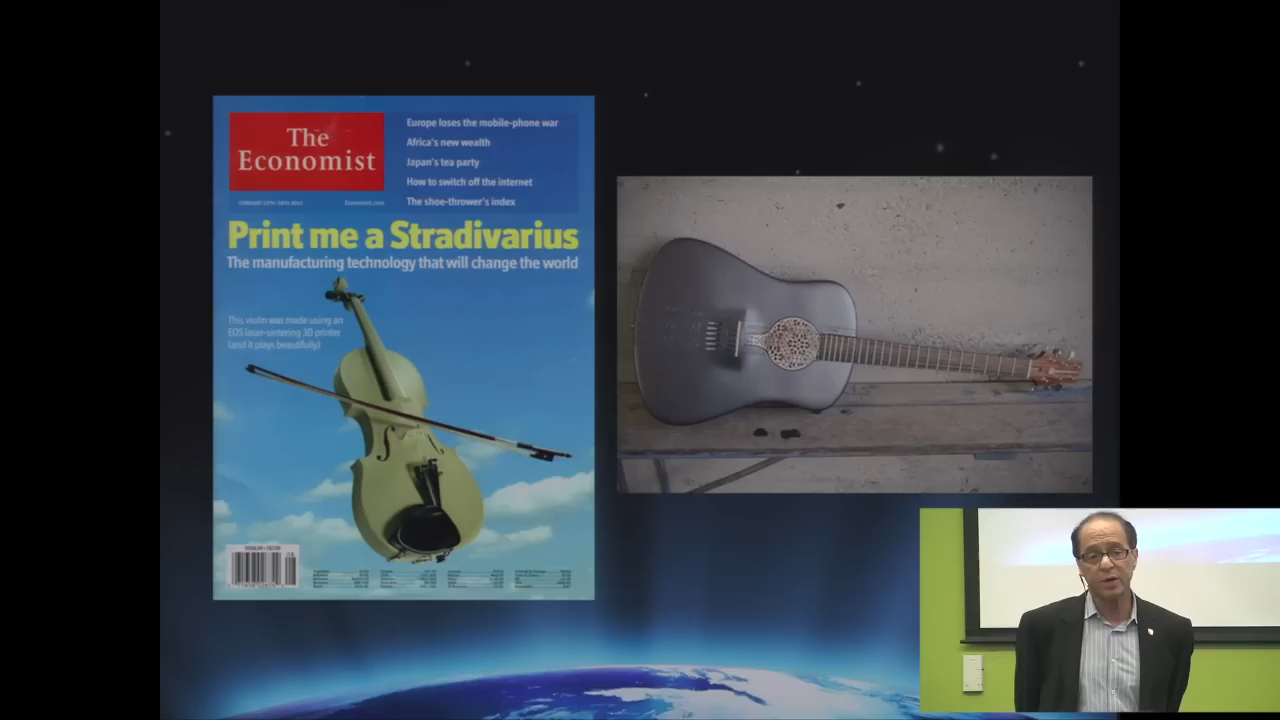 The
Economist
Europe loses the mobile-phone war
Africa's new wealth
Japan's tea party
How to switch off the internet
The shoe-thrower's index
Economist.com
Print me a Stradivarius
The manufacturing technology that will change the world
This violin was made using an
EOS laser-sintering 3D printer
(and it plays beautifully)